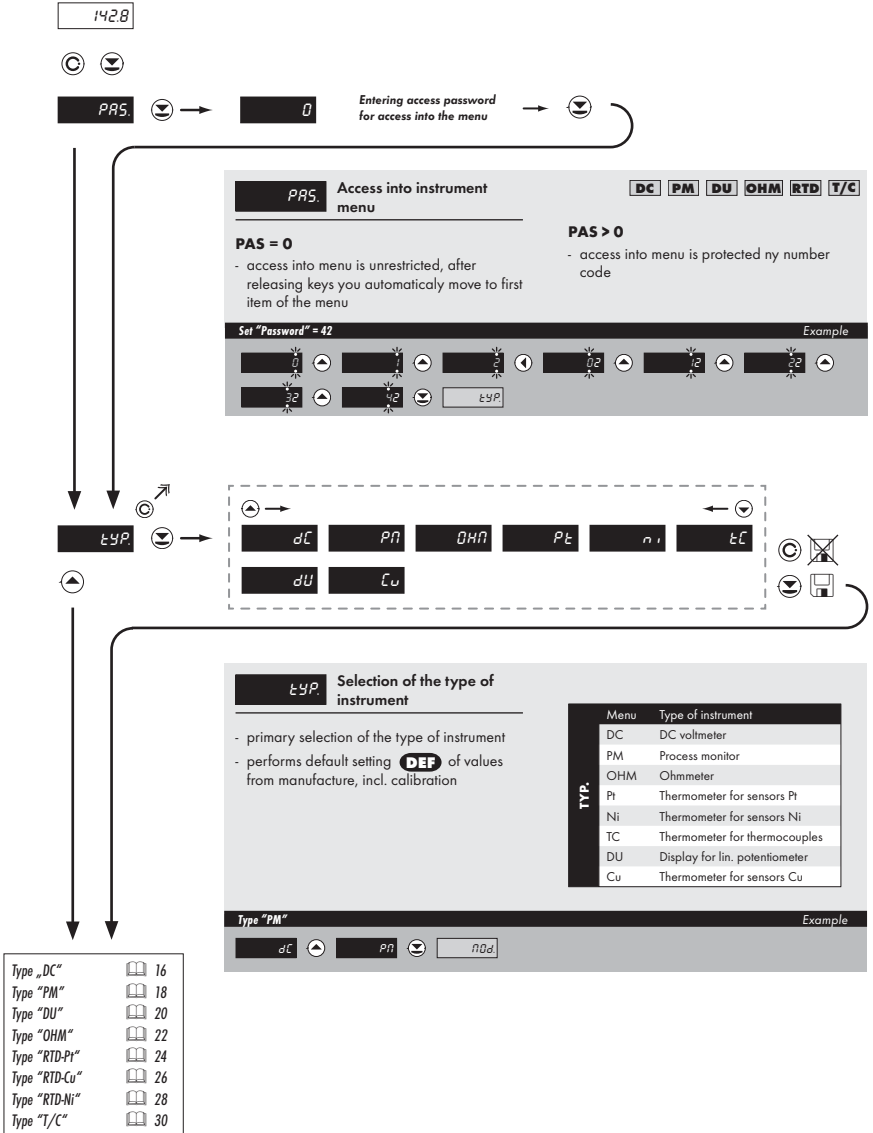 142.8
PAS.
0
Entering access password
for access into the menu
PAS.
Access into instrument
menu
DC PM DU OHM RTD T/C
PAS = 0
- access into menu is unrestricted, after
releasing keys you automaticaly move to first
item of the menu
PAS > 0
- access into menu is protected ny number
code
Set "Password" = 42
Example
0 1 2 02 12 22
32 42 tYP.
tYP.
dC PM OHM Pt ni tC
dU Cu
tYP.
Selection of the type of
instrument
- primary selection of the type of instrument
- performs default setting DEF of values
from manufacture, incl. calibration
TYP.
Menu Type of instrument
DC DC voltmeter
PM Process monitor
OHM Ohmmeter
Pt Thermometer for sensors Pt
Ni Thermometer for sensors Ni
TC Thermometer for thermocouples
DU Display for lin. potentiometer
Cu Thermometer for sensors Cu
Type "PM"
Example
dC PM MOd.
Type „DC" 16
Type "PM" 18
Type "DU" 20
Type "OHM" 22
Type "RTD-Pt" 24
Type "RTD-Cu" 26
Type "RTD-Ni" 28
Type "T/C" 30